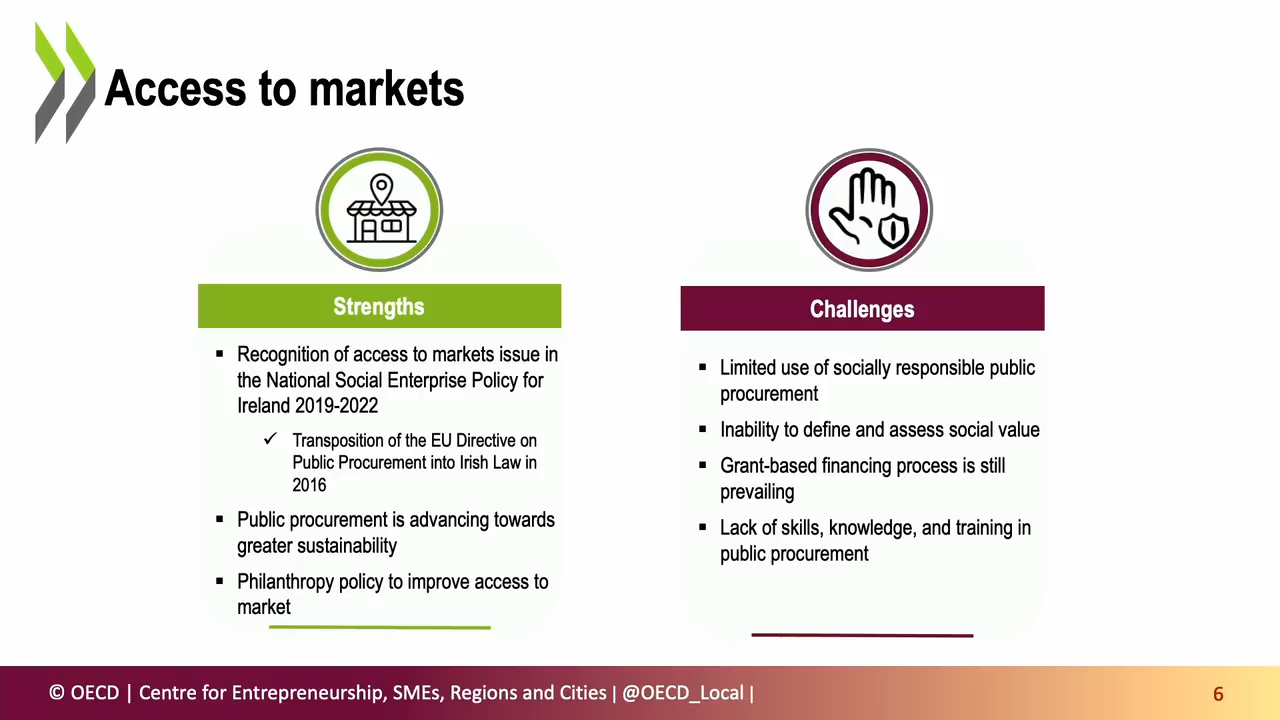 Access to markets
Strengths
▪ Recognition of access to markets issue in
the National Social Enterprise Policy for
Ireland 2019-2022
✓ Transposition of the EU Directive on
Public Procurement into Irish Law in
2016
▪ Public procurement is advancing towards
greater sustainability
▪ Philanthropy policy to improve access to
market
Challenges
▪ Limited use of socially responsible public
procurement
▪ Inability to define and assess social value
▪ Grant-based financing process is still
prevailing
▪ Lack of skills, knowledge, and training in
public procurement
© OECD | Centre for Entrepreneurship, SMEs, Regions and Cities | @OECD_Local |
6